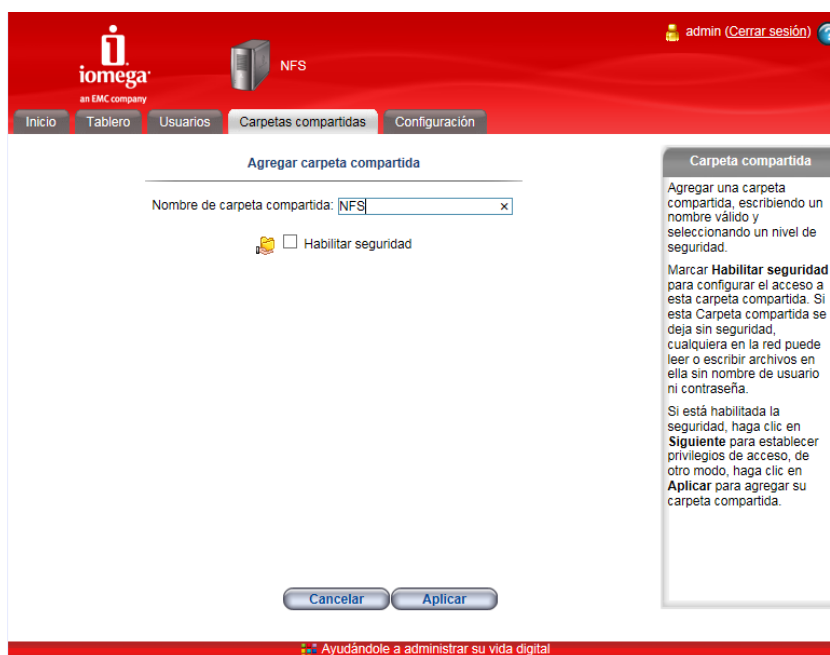 admin (Cerrar sesión)
iomega
an EMC company
NFS
Inicio
Tablero
Usuarios
Carpetas compartidas
Configuración
Agregar carpeta compartida
Nombre de carpeta compartida: NFS
Habilitar seguridad
Cancelar
Aplicar
Carpeta compartida
Agregar una carpeta
compartida, escribiendo un
nombre válido y
seleccionando un nivel de
seguridad.
Marcar Habilitar seguridad
para configurar el acceso a
esta carpeta compartida. Si
esta Carpeta compartida se
deja sin seguridad,
cualquiera en la red puede
leer o escribir archivos en
ella sin nombre de usuario
ni contraseña.
Si está habilitada la
seguridad, haga clic en
Siguiente para establecer
privilegios de acceso, de
otro modo, haga clic en
Aplicar para agregar su
carpeta compartida.
Ayudándole a administrar su vida digital